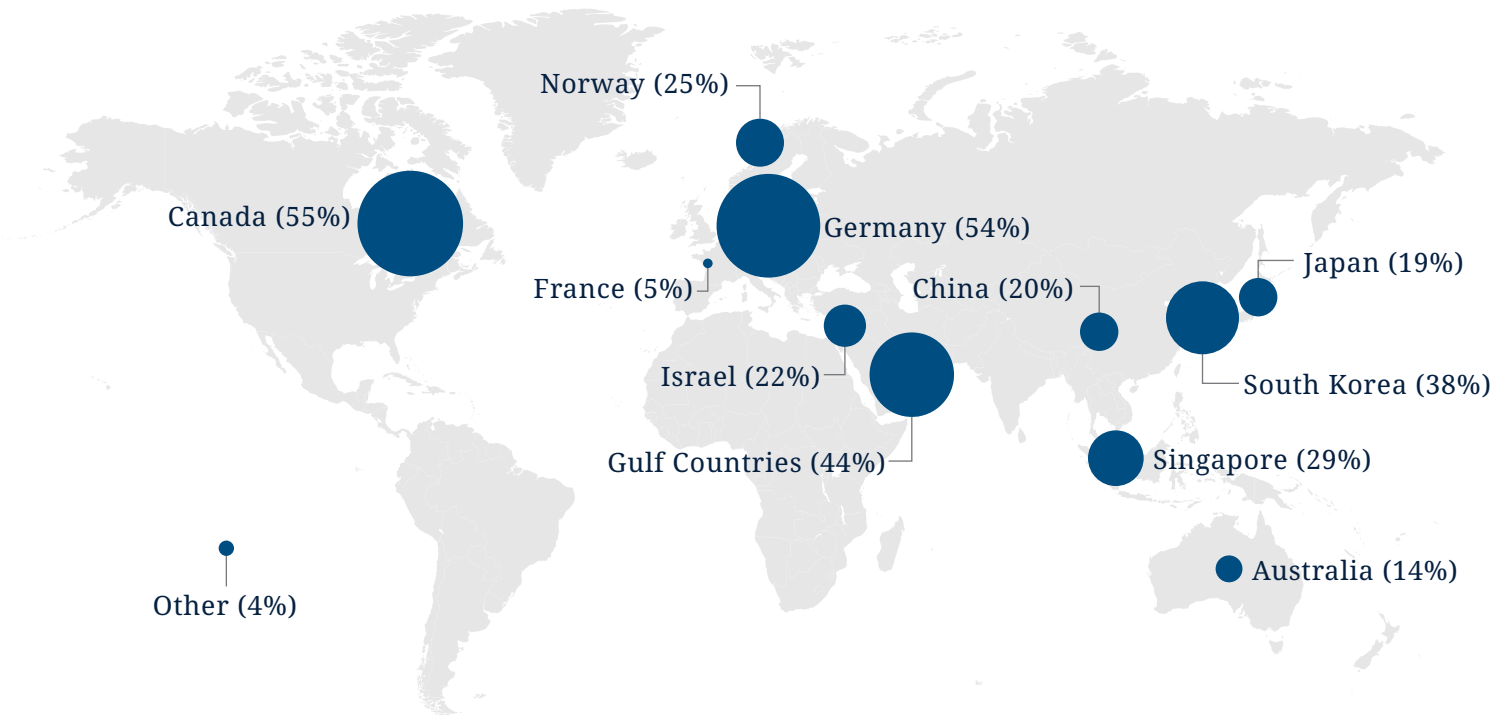 Norway (25%)
Canada (55%)
Germany (54%)
Japan (19%)
France (5%)
China (20%)
Israel (22%)
South Korea (38%)
Gulf Countries (44%)
Singapore (29%)
Australia (14%)
Other (4%)